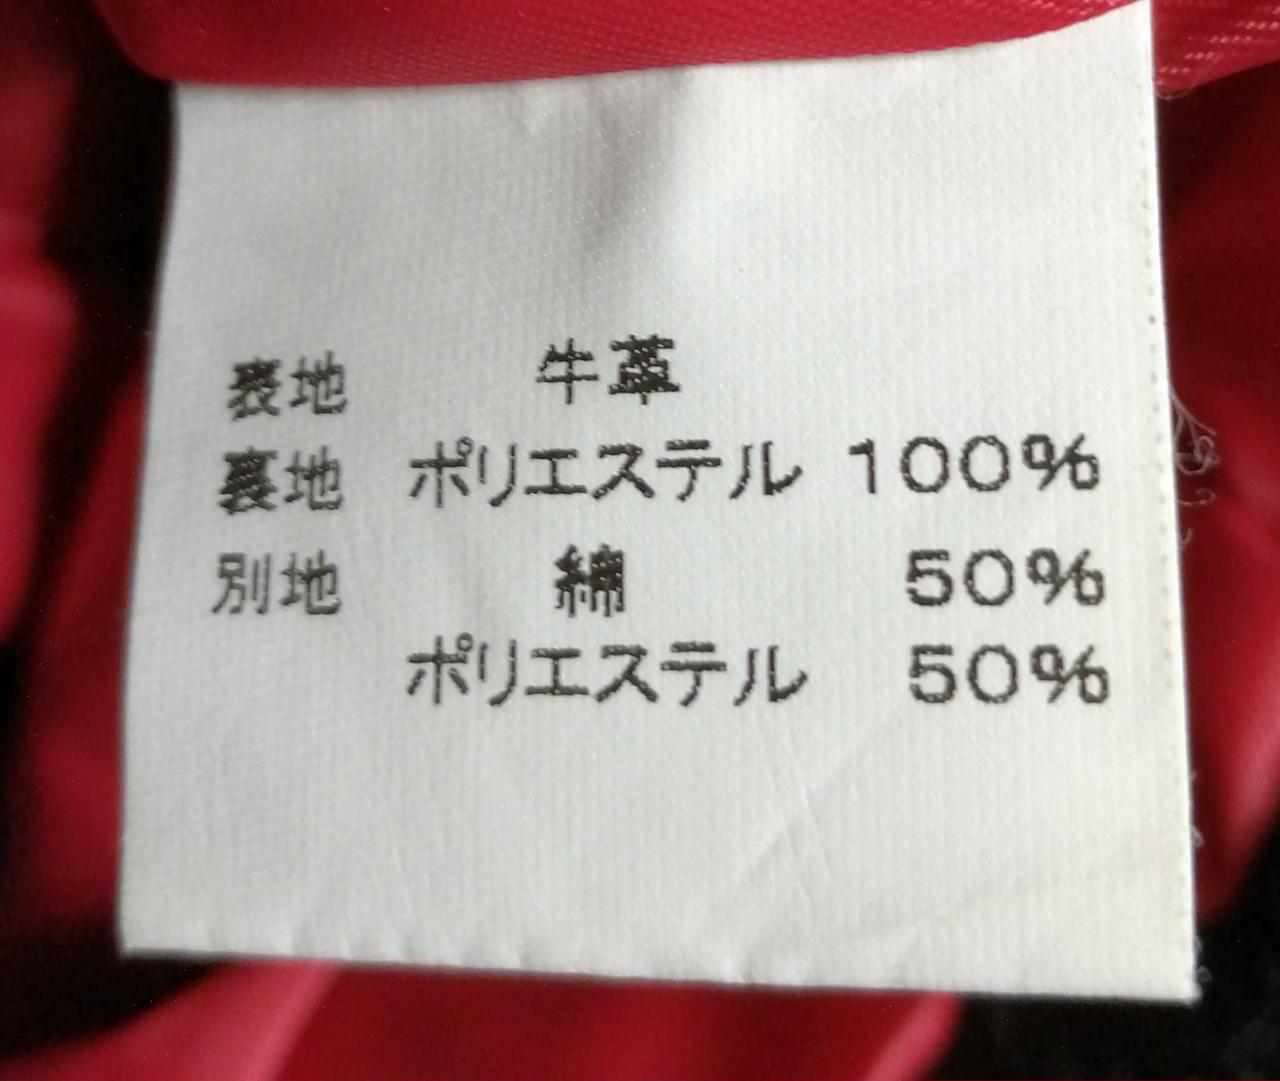 表地 牛革
裏地 ポリエステル 100%
別地 綿 50%
ポリエステル 50%